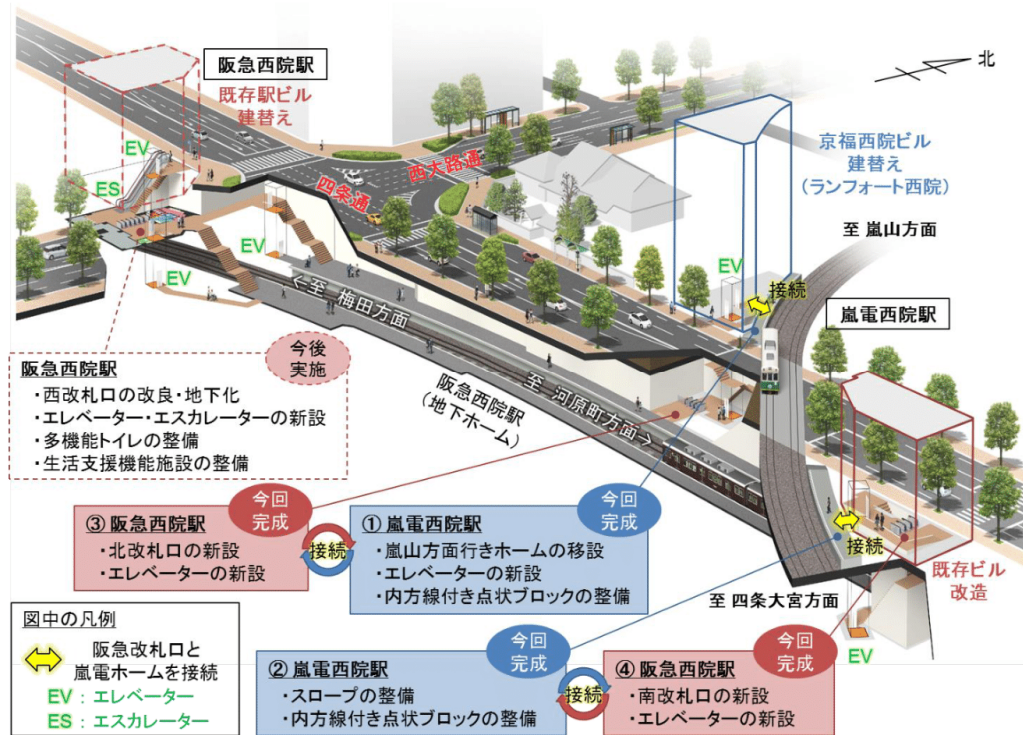 阪急西院駅
既存駅ビル
建替え
北
EV
ES
四条通
西大路通
京福西院ビル
建替え
(ランフォート西院)
至 嵐山方面
EV
EV
EV
接続
嵐電西院駅
<至 梅田方面
阪急西院駅
(地下ホーム)
至 河原町方面>
今後
実施
阪急西院駅
・西改札口の改良・地下化
・エレベーター・エスカレーターの新設
・多機能トイレの整備
・生活支援機能施設の整備
接続
既存ビル
改造
至 四条大宮方面
EV
今回
完成
③ 阪急西院駅
・北改札口の新設
・エレベーターの新設
接続
今回
完成
① 嵐電西院駅
・嵐山方面行きホームの移設
・エレベーターの新設
・内方線付き点状ブロックの整備
図中の凡例
阪急改札口と
嵐電ホームを接続
EV : エレベーター
ES : エスカレーター
今回
完成
② 嵐電西院駅
・スロープの整備
・内方線付き点状ブロックの整備
接続
今回
完成
④ 阪急西院駅
・南改札口の新設
・エレベーターの新設